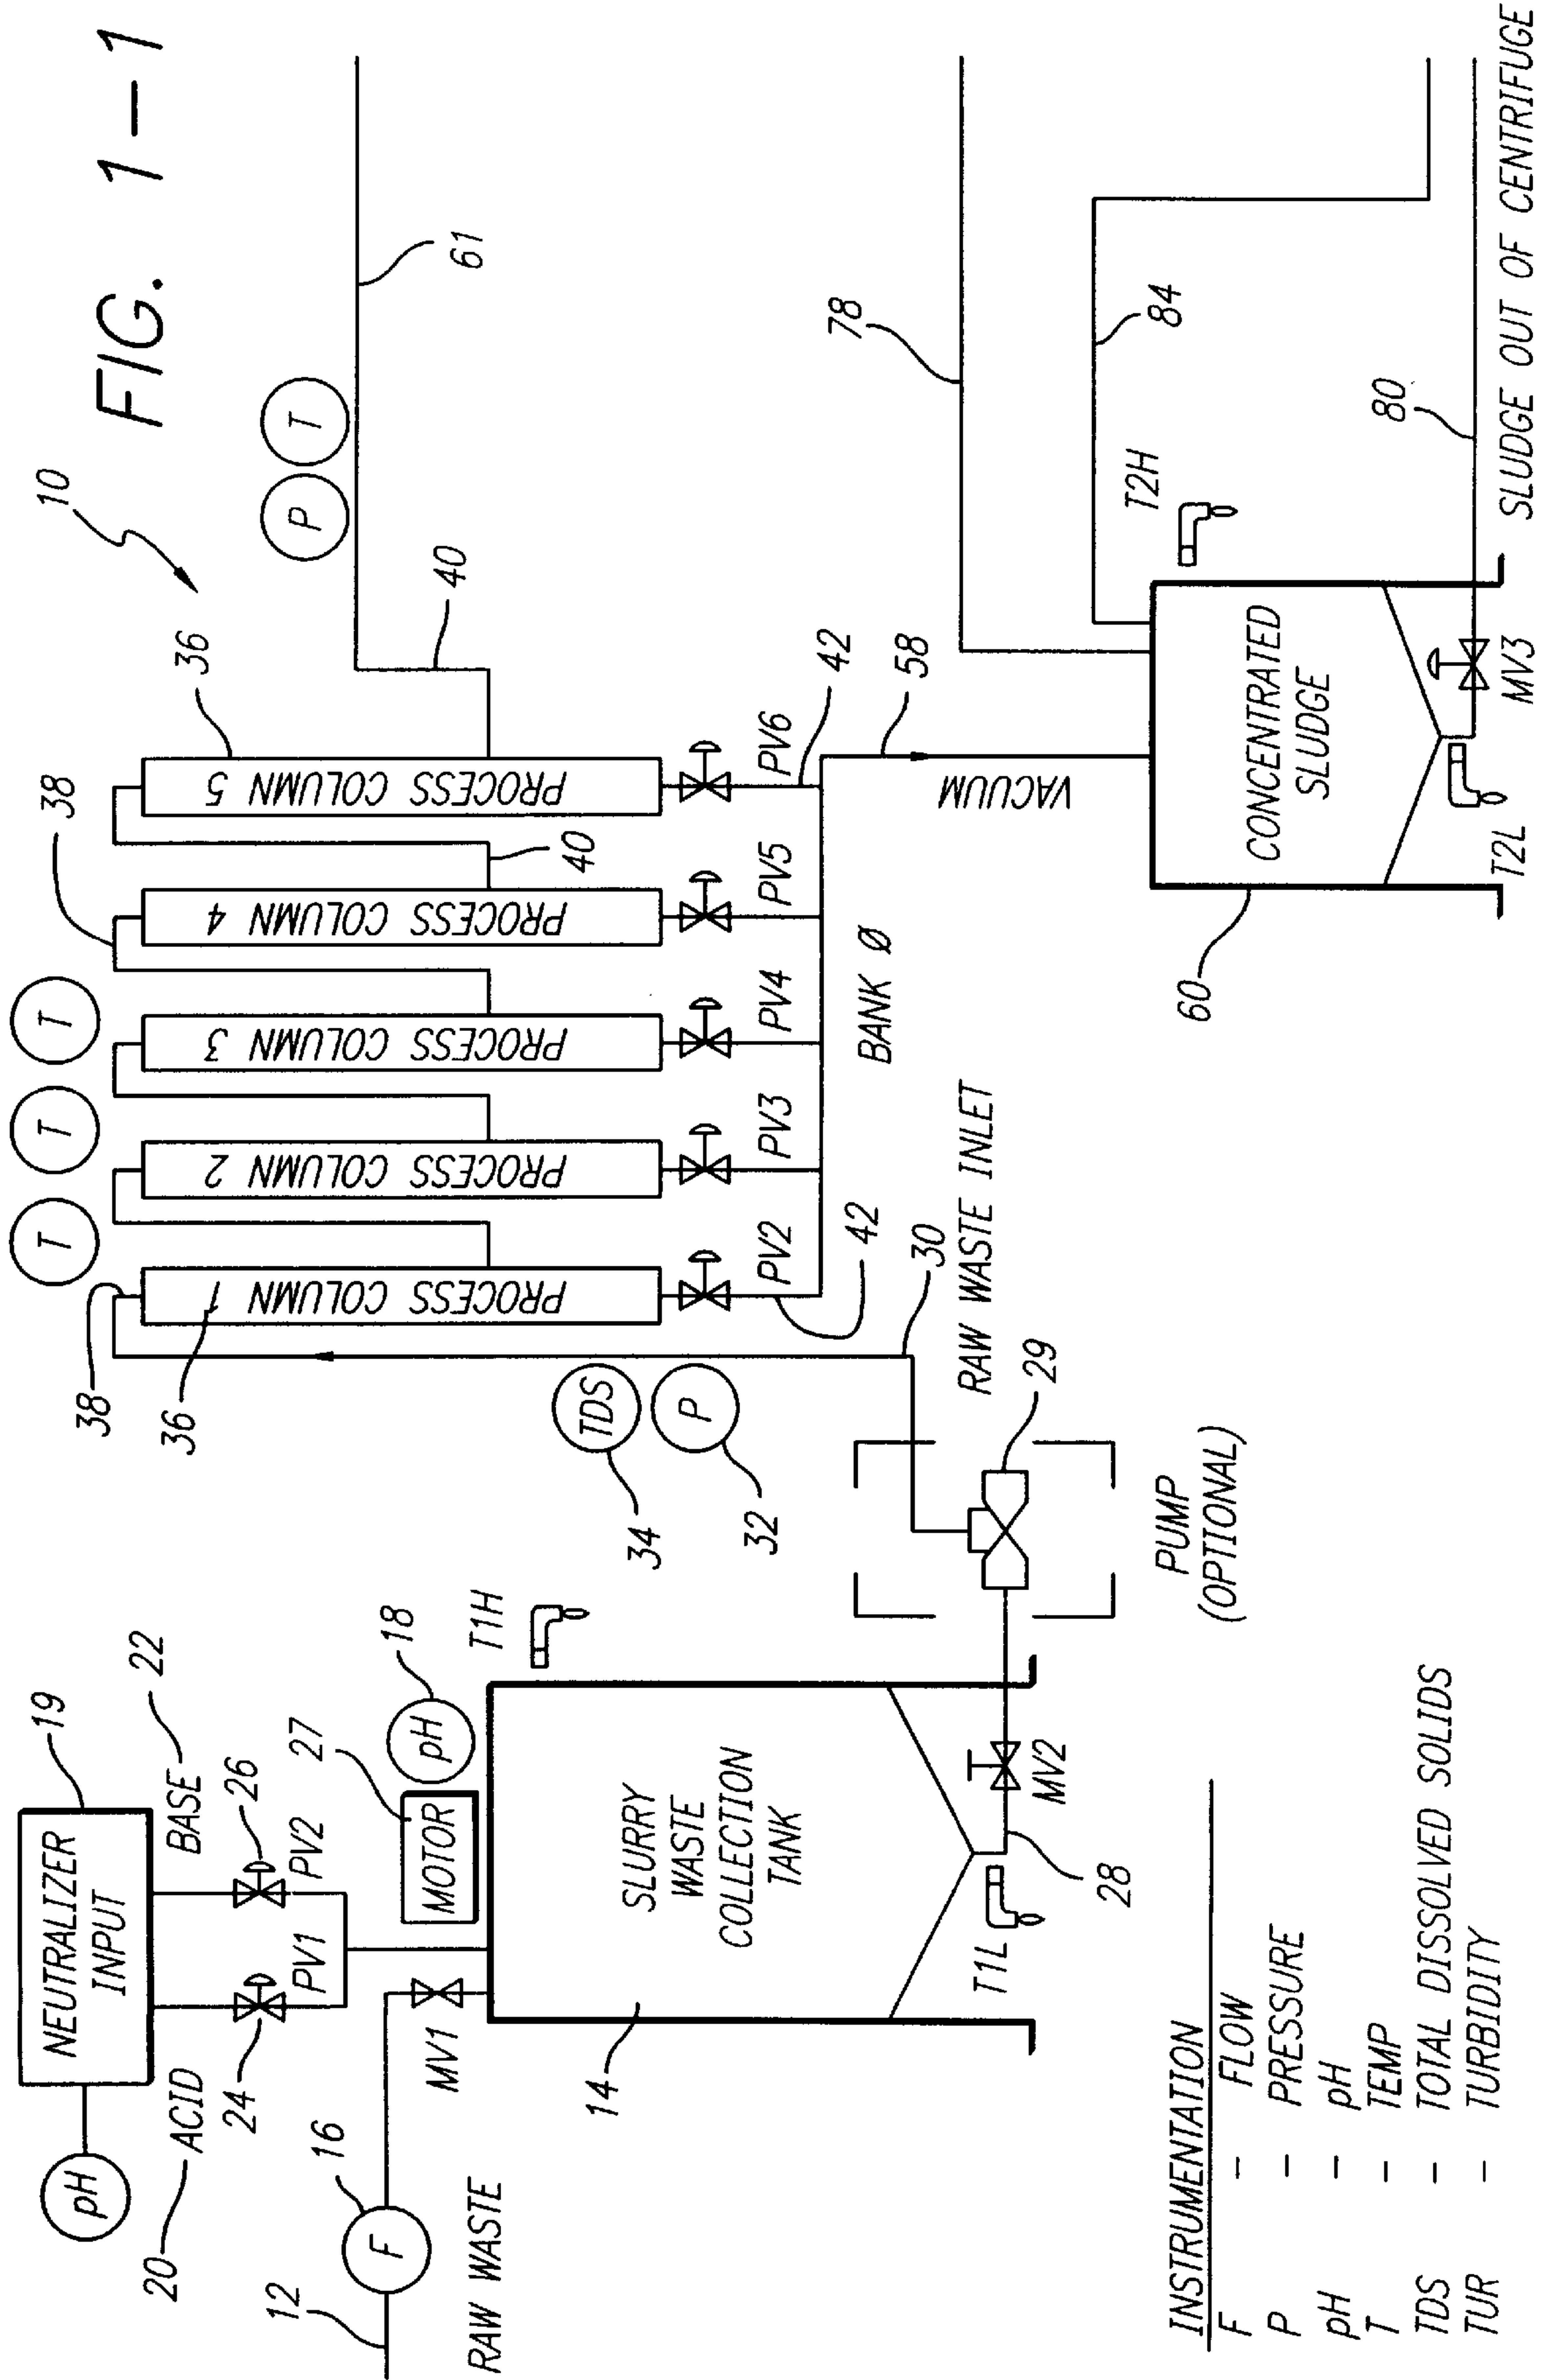 FIG. 1-1
10
19
NEUTRALIZER
INPUT
pH
20 ACID
BASE 22
24
26
PV1
PV2
27
MOTOR
18
pH
16
F
12
RAW WASTE
MV1
14
SLURRY
WASTE
COLLECTION
TANK
T1H
T1L
28
MV2
29
PUMP
(OPTIONAL)
RAW WASTE INLET
30
34
TDS
32
P
T
T
T
38
38
36
36
PROCESS COLUMN 1
PROCESS COLUMN 2
PROCESS COLUMN 3
PROCESS COLUMN 4
PROCESS COLUMN 5
40
40
P
T
61
PV2
PV3
PV4
PV5
PV6
42
42
BANK Ø
58
VACUUM
78
84
60
CONCENTRATED
SLUDGE
T2H
T2L
MV3
80
SLUDGE OUT OF CENTRIFUGE
INSTRUMENTATION
F - FLOW
P - PRESSURE
pH - pH
T - TEMP
TDS - TOTAL DISSOLVED SOLIDS
TUR - TURBIDITY